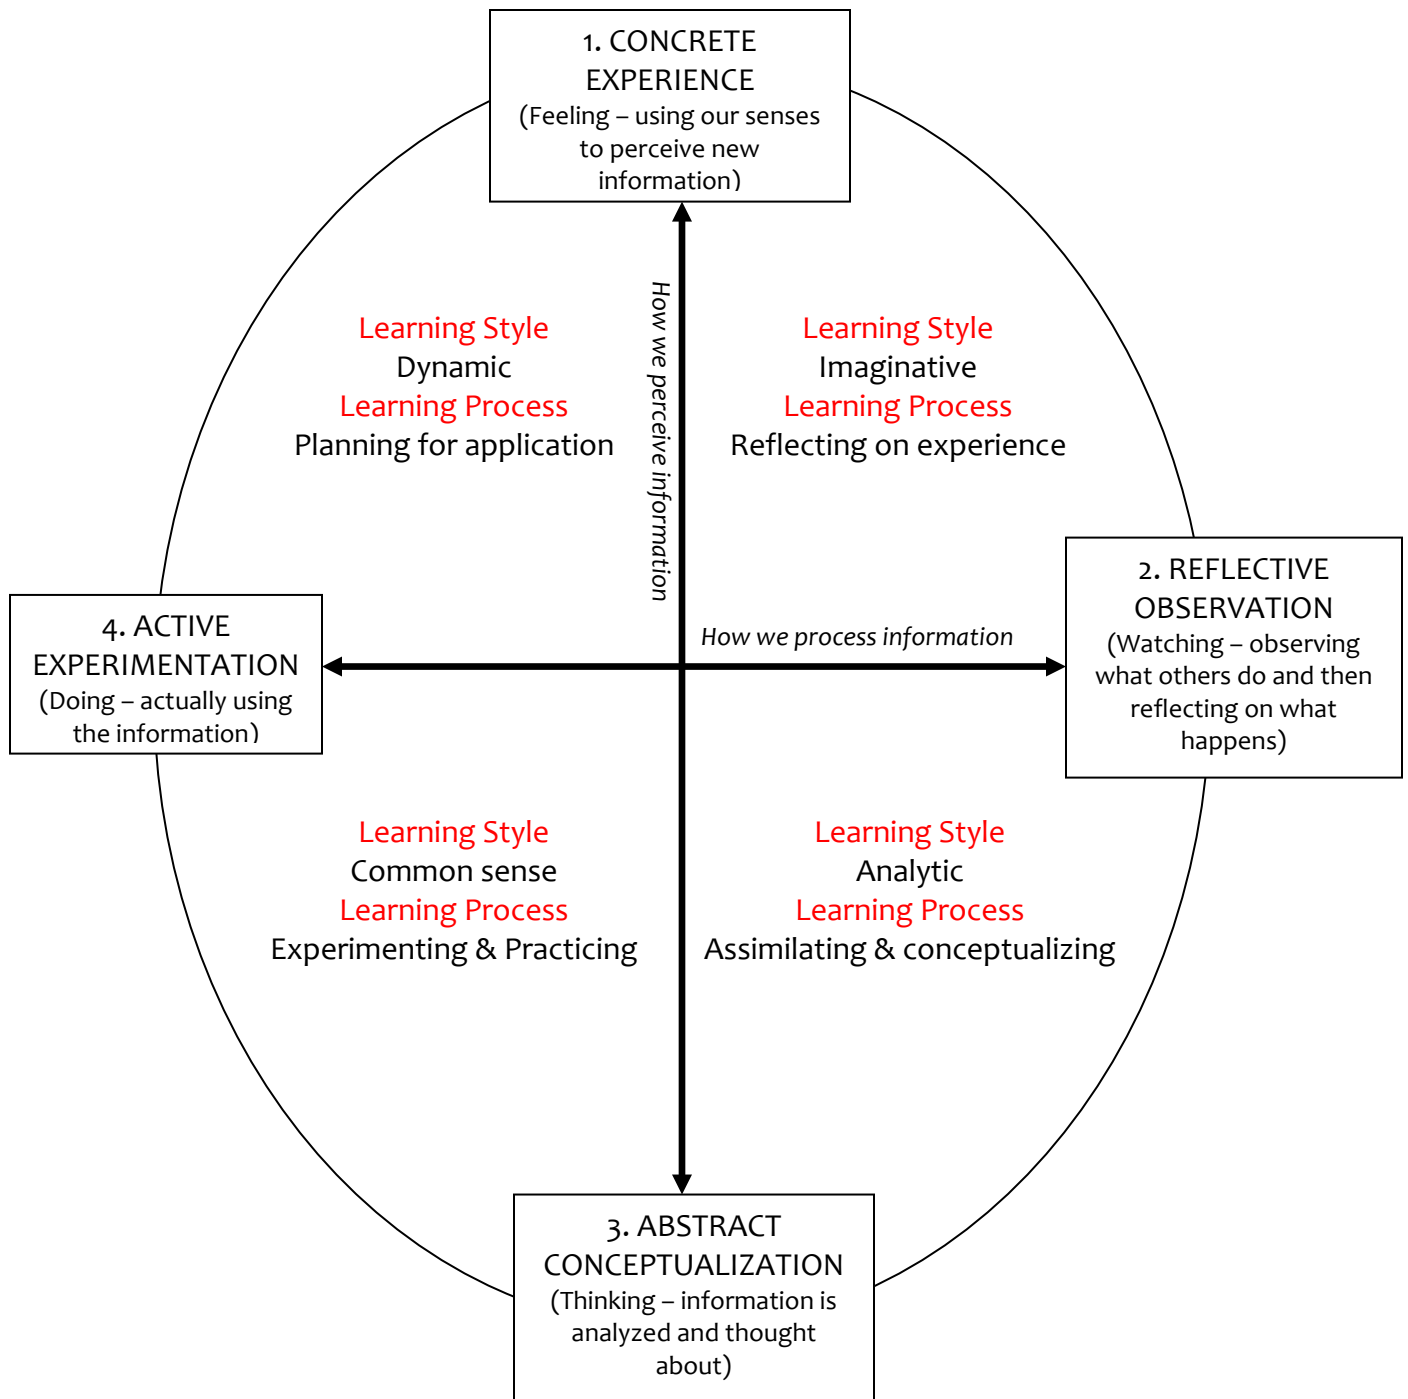 1. CONCRETE
EXPERIENCE
(Feeling – using our senses
to perceive new
information)
How we perceive information
Learning Style
Dynamic
Learning Process
Planning for application
Learning Style
Imaginative
Learning Process
Reflecting on experience
2. REFLECTIVE
OBSERVATION
(Watching – observing
what others do and then
reflecting on what
happens)
How we process information
4. ACTIVE
EXPERIMENTATION
(Doing – actually using
the information)
Learning Style
Common sense
Learning Process
Experimenting & Practicing
Learning Style
Analytic
Learning Process
Assimilating & conceptualizing
3. ABSTRACT
CONCEPTUALIZATION
(Thinking – information is
analyzed and thought
about)